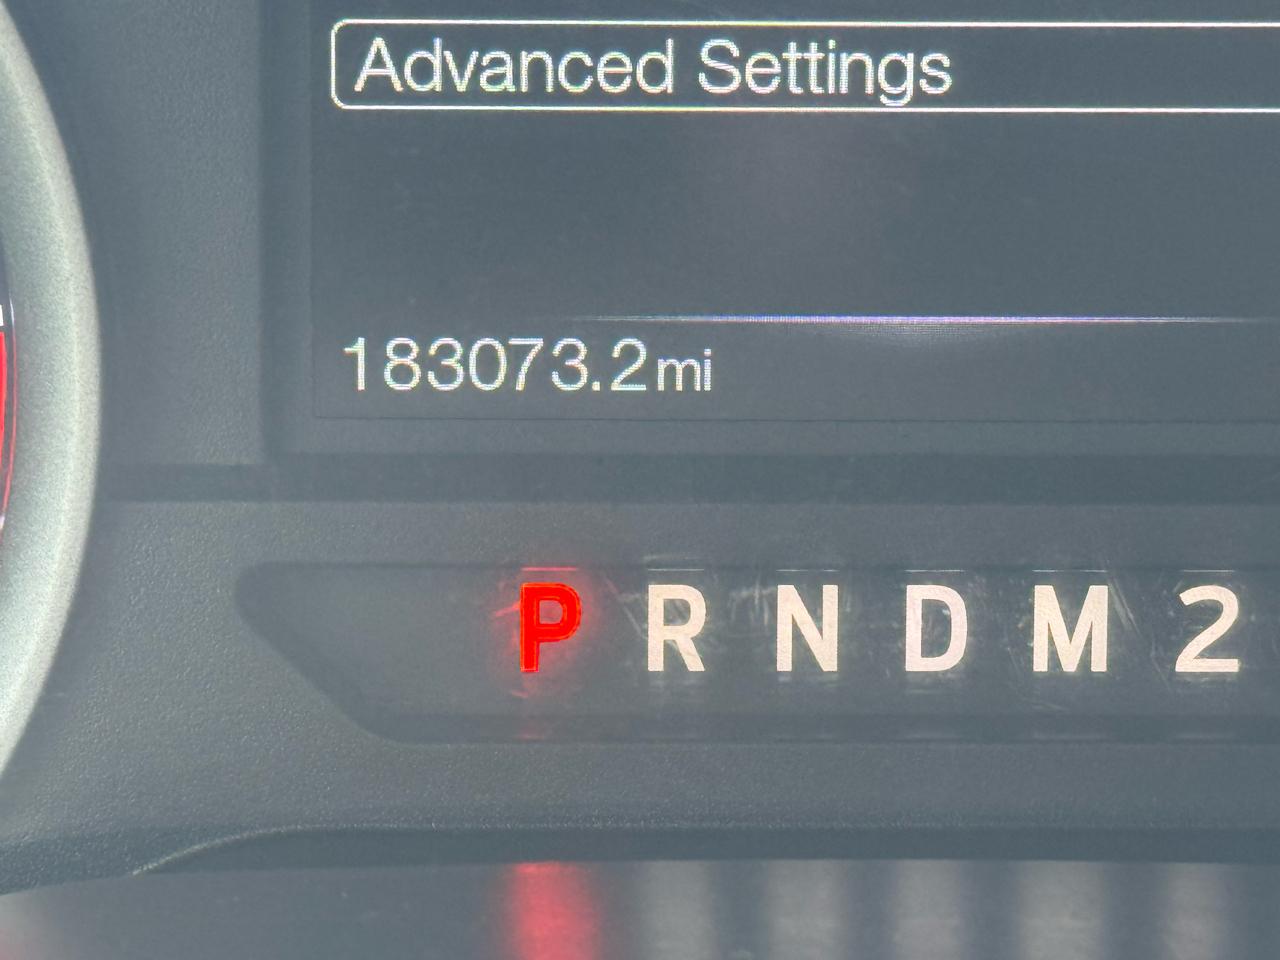 Advanced Settings
183073.2mi
P R N D M 2